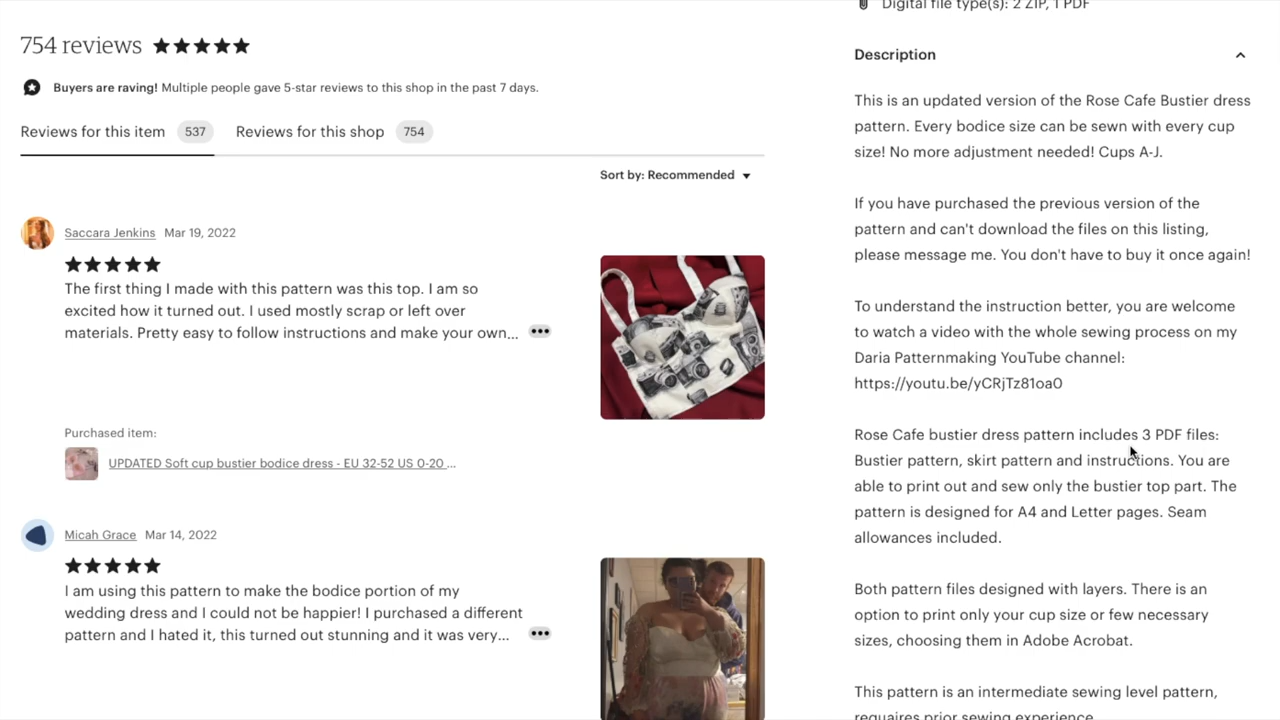 754 reviews
Buyers are raving! Multiple people gave 5-star reviews to this shop in the past 7 days.
Reviews for this item 537 Reviews for this shop 754
Sort by: Recommended
Saccara Jenkins Mar 19, 2022
The first thing I made with this pattern was this top. I am so
excited how it turned out. I used mostly scrap or left over
materials. Pretty easy to follow instructions and make your own...
Purchased item:
UPDATED Soft cup bustier bodice dress - EU 32-52 US 0-20 ...
Micah Grace Mar 14, 2022
I am using this pattern to make the bodice portion of my
wedding dress and I could not be happier! I purchased a different
pattern and I hated it, this turned out stunning and it was very...
Digital file type(s): 2 ZIP, 1 PDF
Description
This is an updated version of the Rose Cafe Bustier dress
pattern. Every bodice size can be sewn with every cup
size! No more adjustment needed! Cups A-J.
If you have purchased the previous version of the
pattern and can't download the files on this listing,
please message me. You don't have to buy it once again!
To understand the instruction better, you are welcome
to watch a video with the whole sewing process on my
Daria Patternmaking YouTube channel:
https://youtu.be/yCRjTz81oa0
Rose Cafe bustier dress pattern includes 3 PDF files:
Bustier pattern, skirt pattern and instructions. You are
able to print out and sew only the bustier top part. The
pattern is designed for A4 and Letter pages. Seam
allowances included.
Both pattern files designed with layers. There is an
option to print only your cup size or few necessary
sizes, choosing them in Adobe Acrobat.
This pattern is an intermediate sewing level pattern,
requaires prior sewing experience.